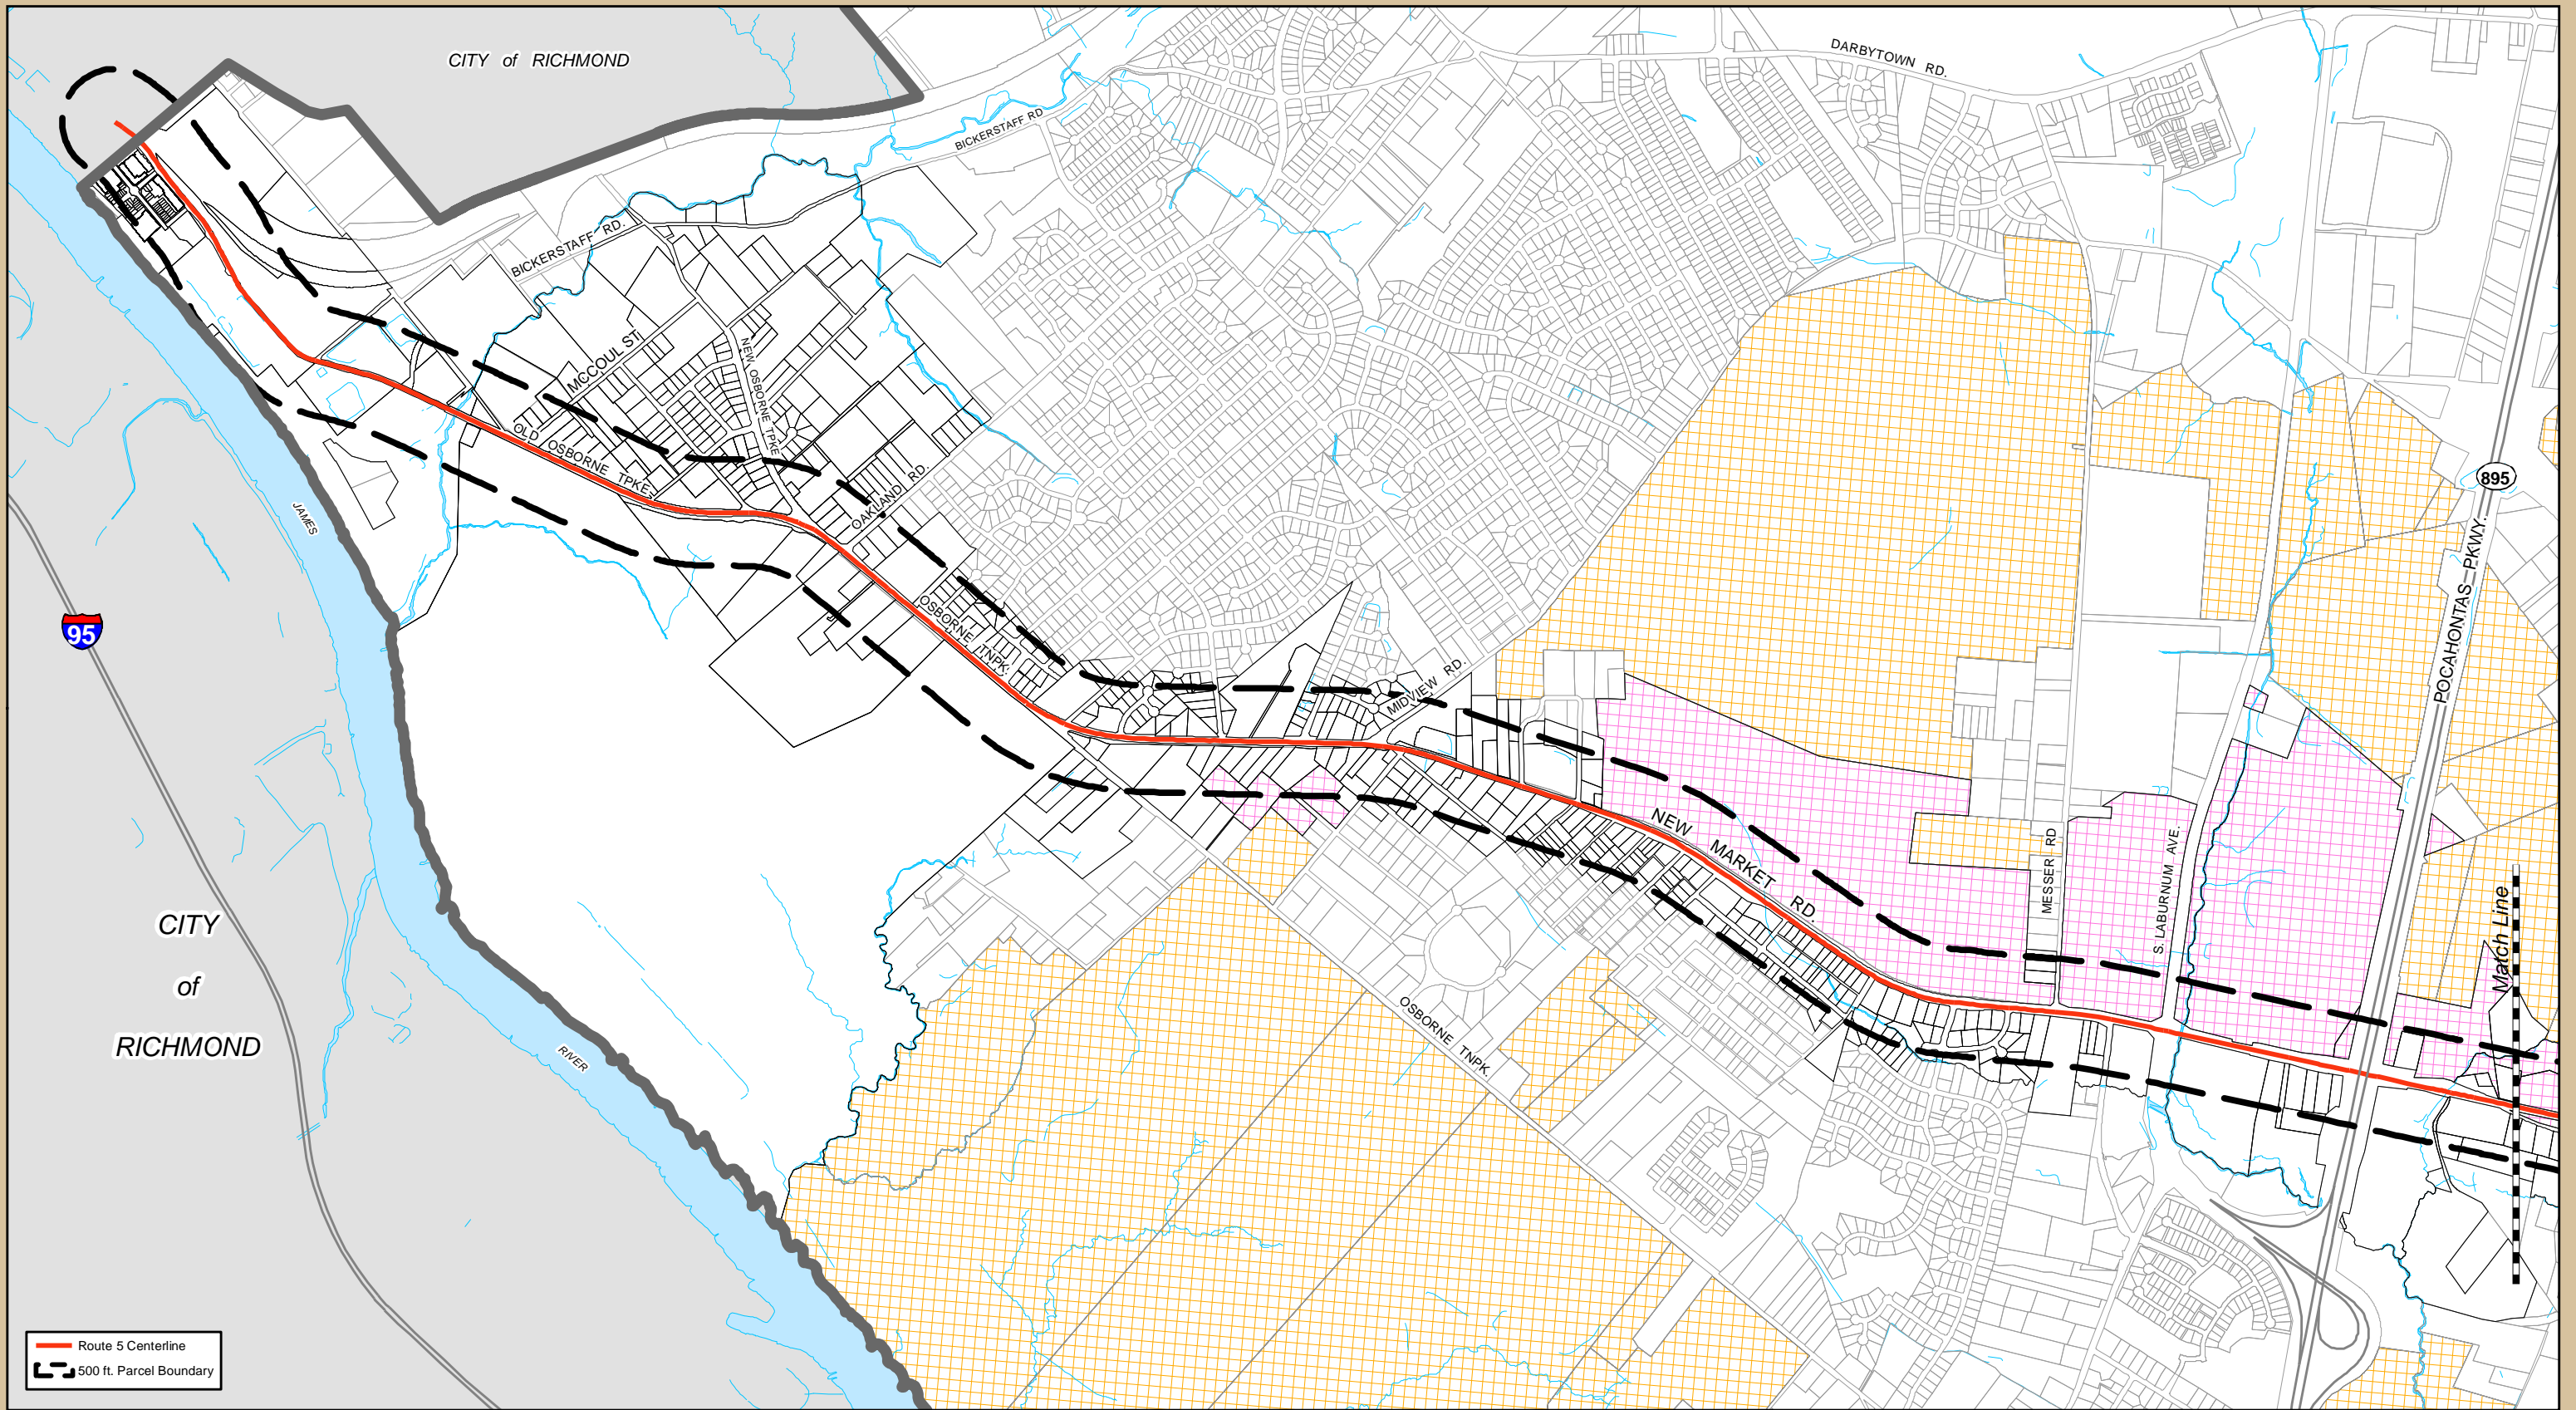 CITY of RICHMOND
DARBYTOWN RD.
BICKERSTAFF RD
BICKERSTAFF RD.
MCCOUL ST.
NEW OSBORNE TPKE
OLD OSBORNE TPKE.
OAKLAND RD.
895
JAMES
OSBORNE TNPK.
95
POCAHONTAS PKWY.
MIDVIEW RD.
NEW MARKET RD.
MESSER RD
S. LABURNUM AVE.
Match Line
CITY
of
RICHMOND
OSBORNE TNPK.
RIVER
Route 5 Centerline
500 ft. Parcel Boundary